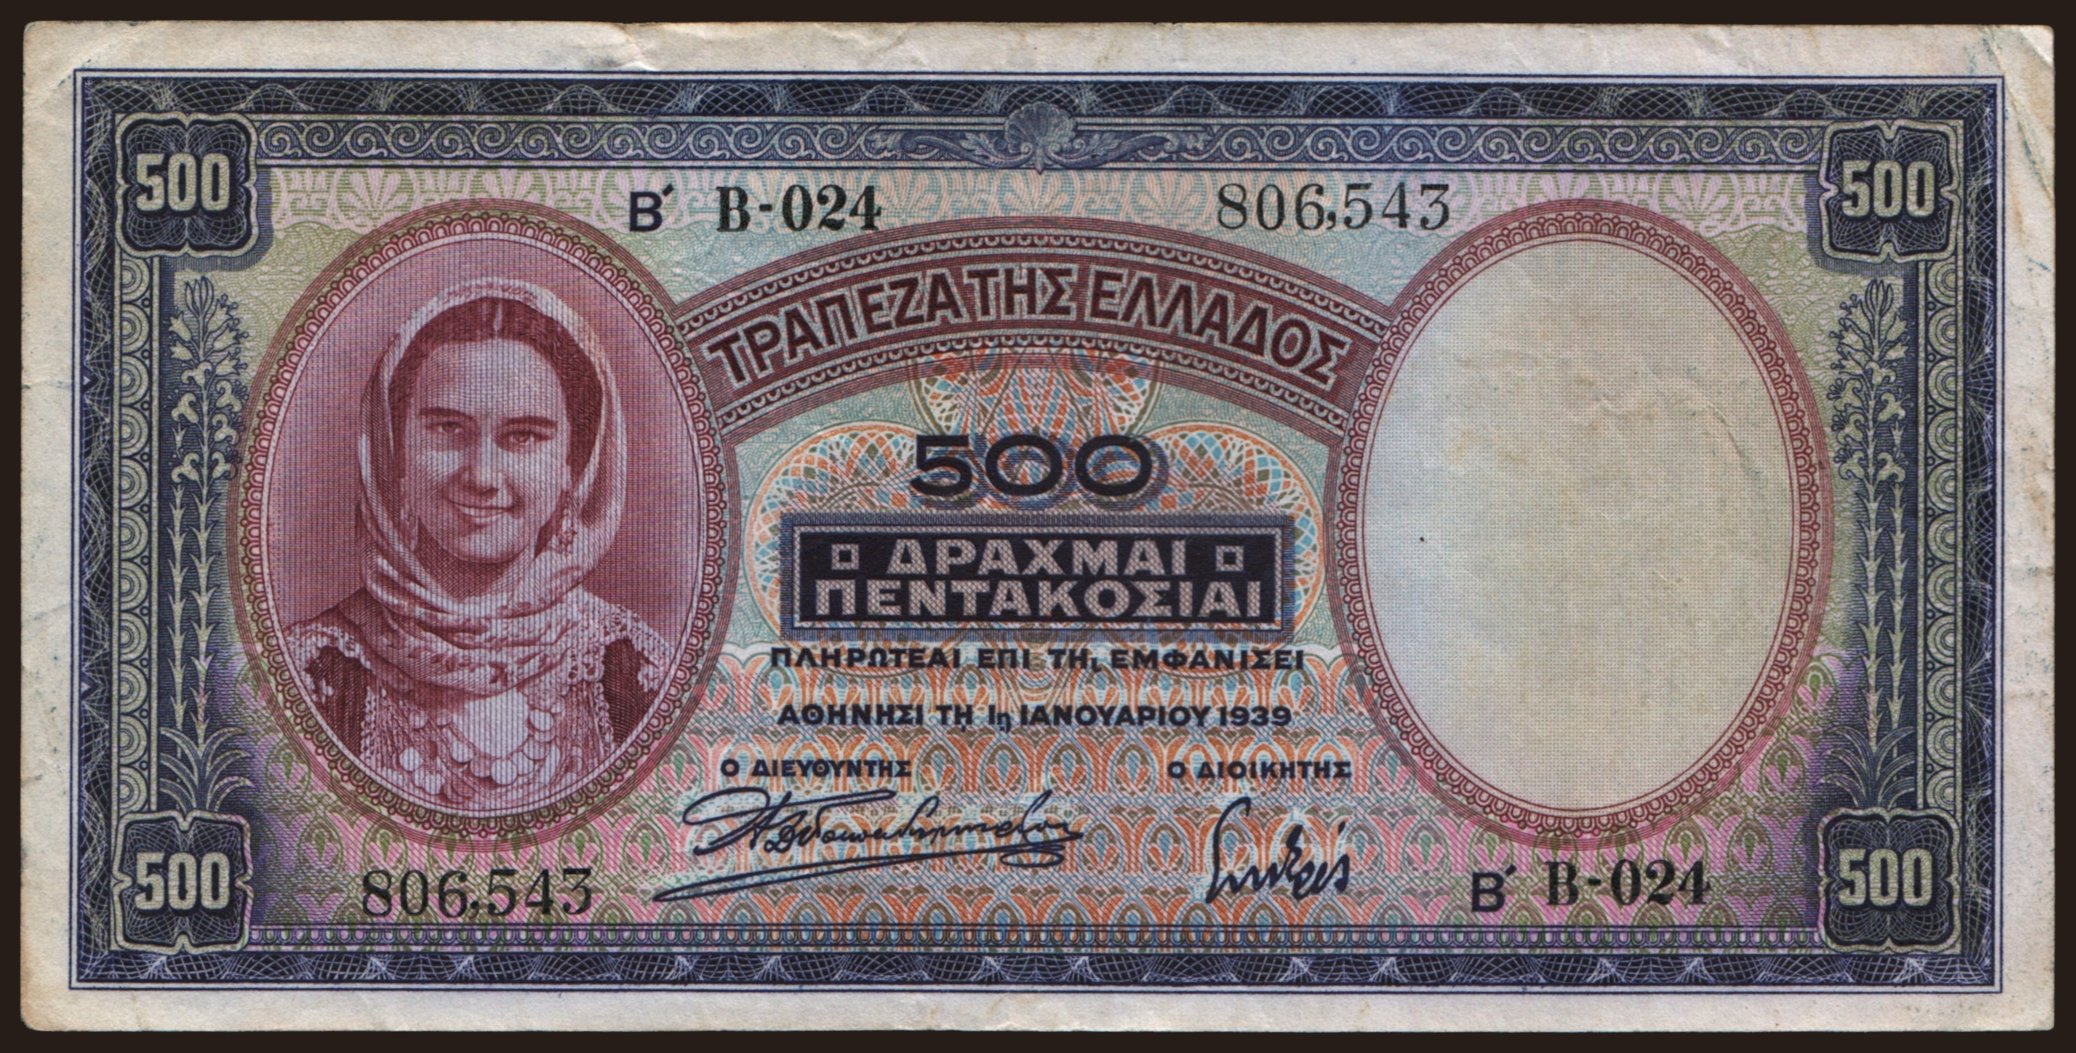 500
500
Β΄ Β-024
806,543
ΤΡΑΠΕΖΑ ΤΗΣ ΕΛΛΑΔΟΣ
500
ΔΡΑΧΜΑΙ
ΠΕΝΤΑΚΟΣΙΑΙ
ΠΛΗΡΩΤΕΑΙ ΕΠΙ ΤΗι ΕΜΦΑΝΙΣΕΙ
ΑΘΗΝΗΣΙ ΤΗ 1η ΙΑΝΟΥΑΡΙΟΥ 1939
Ο ΔΙΕΥΘΥΝΤΗΣ
Ο ΔΙΟΙΚΗΤΗΣ
806,543
Β΄ Β-024
500
500